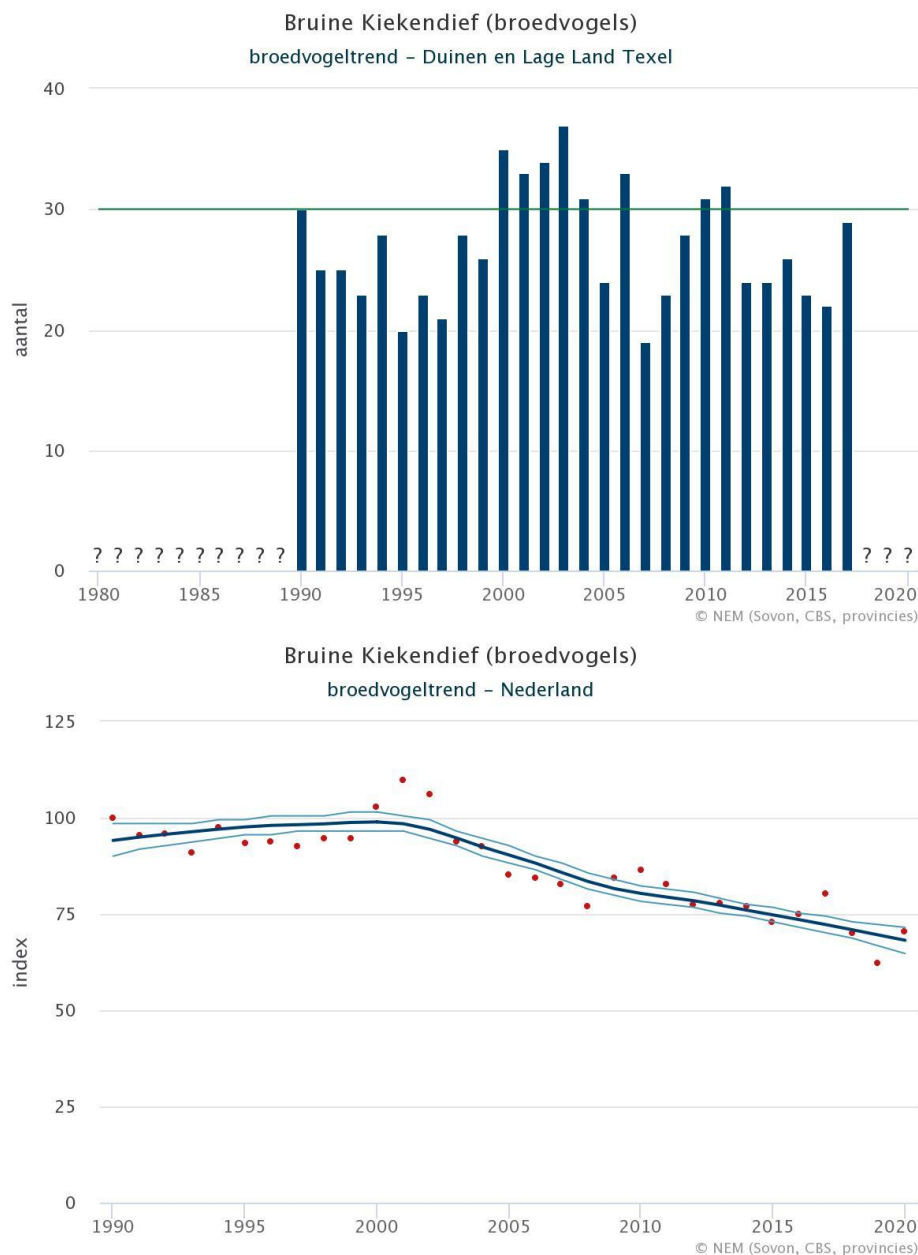 Bruine Kiekendief (broedvogels)
broedvogeltrend – Duinen en Lage Land Texel
40
30
20
10
0
aantal
? ? ? ? ? ? ? ? ? ? ? ? ?
1980 1985 1990 1995 2000 2005 2010 2015 2020
© NEM (Sovon, CBS, provincies)
Bruine Kiekendief (broedvogels)
broedvogeltrend – Nederland
125
100
75
50
25
0
index
1990 1995 2000 2005 2010 2015 2020
© NEM (Sovon, CBS, provincies)